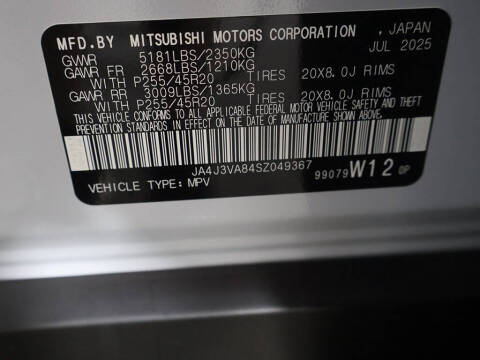 MFD.BY MITSUBISHI MOTORS CORPORATION , JAPAN
GVWR 5181LBS/2350KG JUL 2025
GAWR FR 2668LBS/1210KG
WITH P255/45R20 TIRES 20X8.0J RIMS
GAWR RR 3009LBS/1365KG
WITH P255/45R20 TIRES 20X8.0J RIMS
THIS VEHICLE CONFORMS TO ALL APPLICABLE FEDERAL MOTOR VEHICLE SAFETY, BUMPER, AND THEFT
PREVENTION STANDARDS IN EFFECT ON THE DATE OF MANUFACTURE SHOWN ABOVE.
JA4J3VA84SZ049367
VEHICLE TYPE:MPV 99079 W12 OP